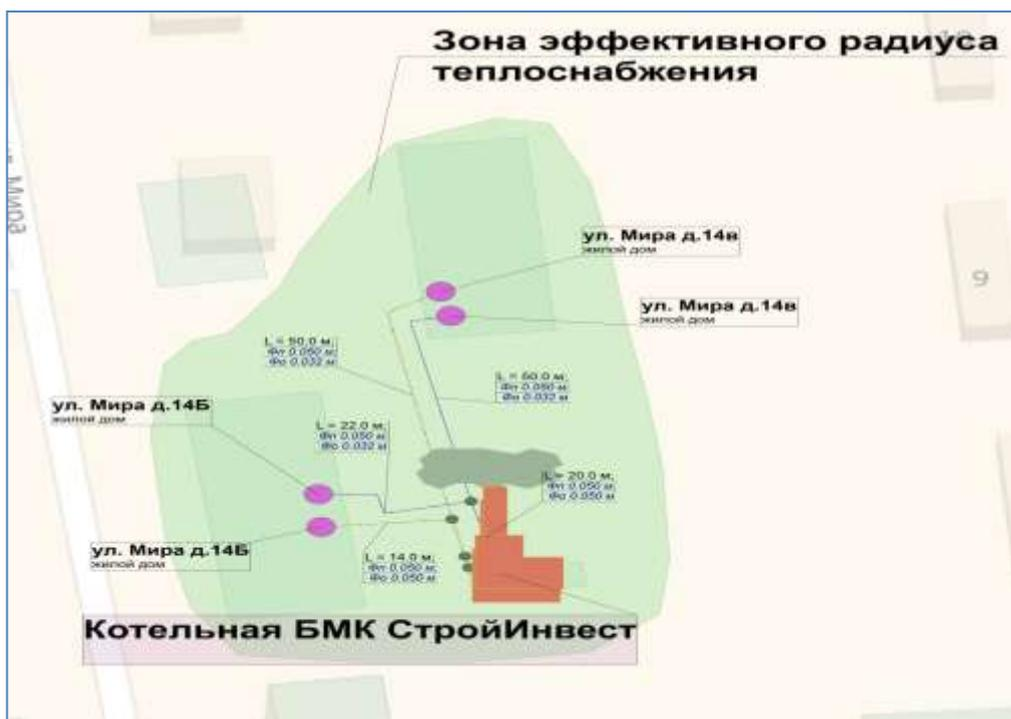 Зона эффективного радиуса
теплоснабжения
ул. Мира
ул. Мира д.14в
жилой дом
9
ул. Мира д.14в
жилой дом
L = 50.0 м;
Фп 0.050 м;
Фо 0.032 м
L = 50.0 м;
Фп 0.050 м;
Фо 0.032 м
ул. Мира д.14Б
жилой дом
L = 22.0 м;
Фп 0.050 м;
Фо 0.032 м
L = 20.0 м;
Фп 0.050 м;
Фо 0.050 м
ул. Мира д.14Б
жилой дом
L = 14.0 м;
Фп 0.050 м;
Фо 0.050 м
Котельная БМК СтройИнвест